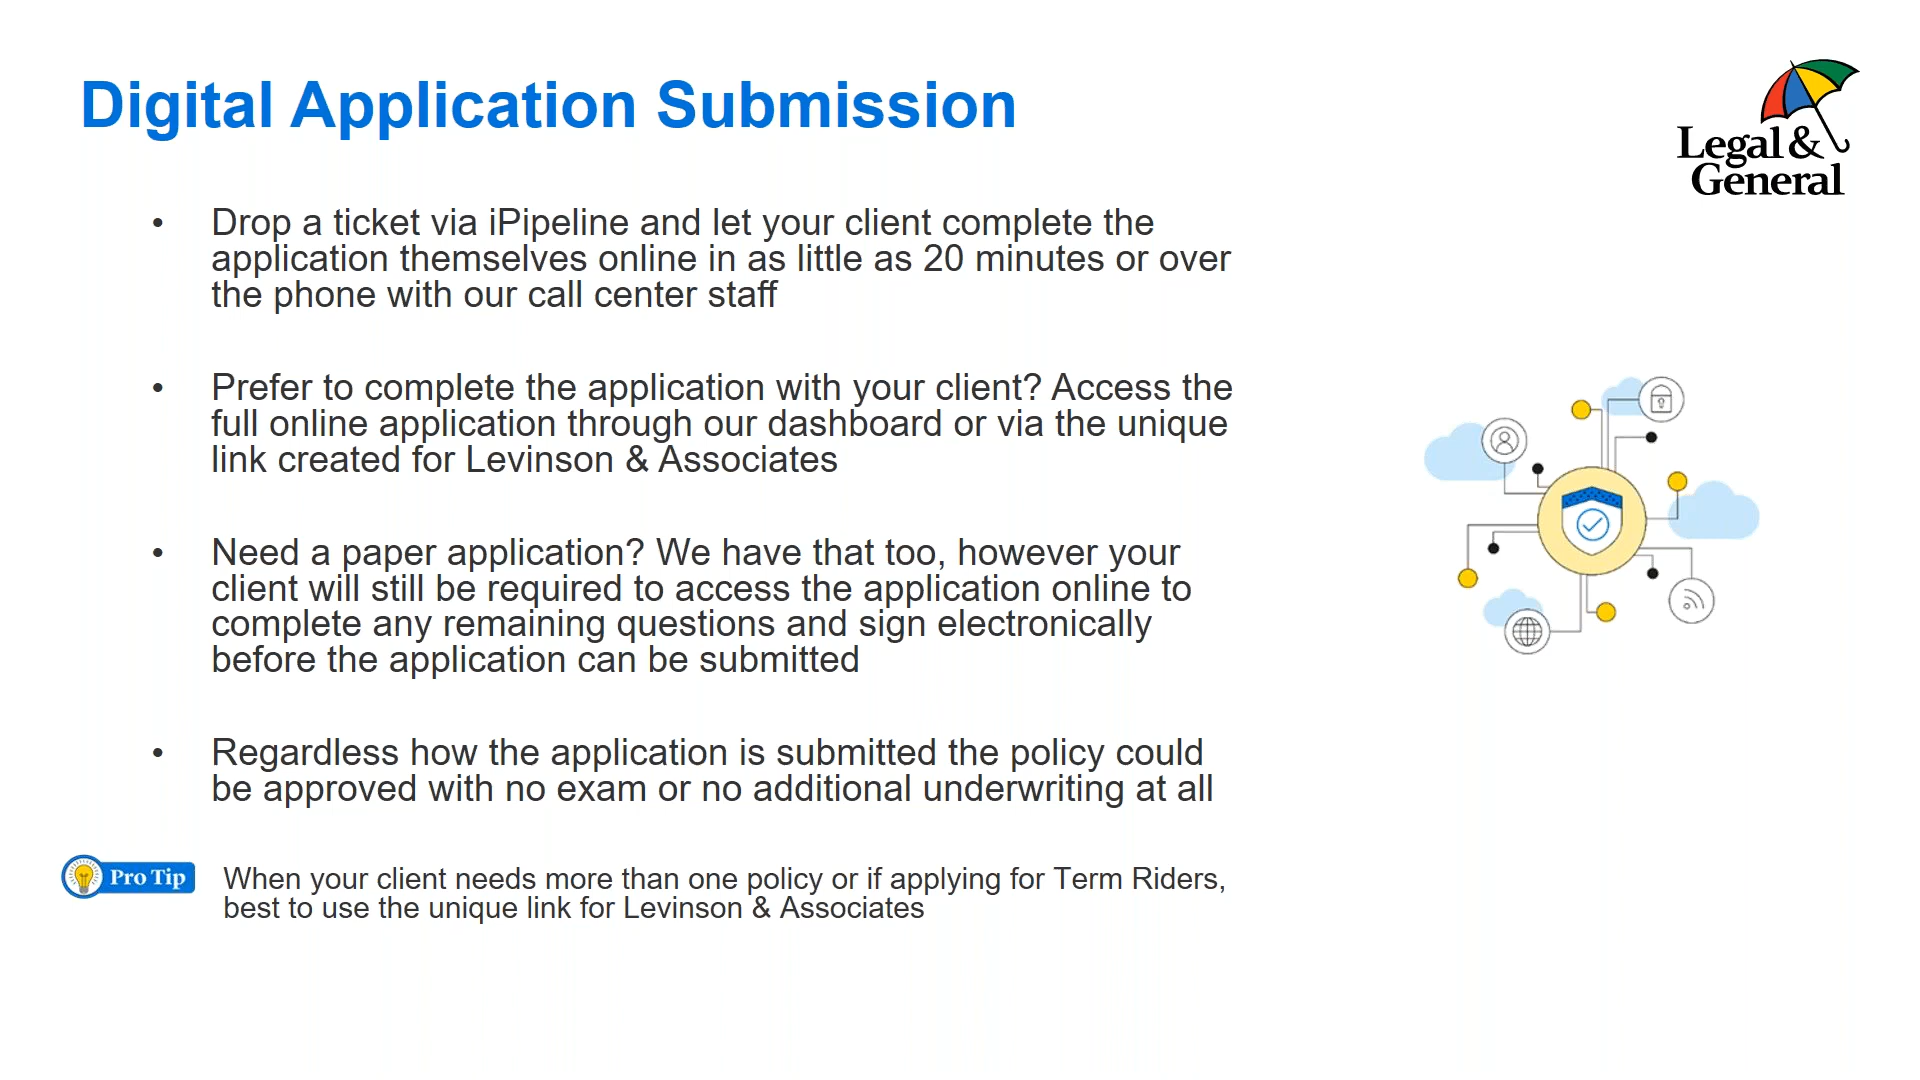 Digital Application Submission
Legal &
General
• Drop a ticket via iPipeline and let your client complete the
application themselves online in as little as 20 minutes or over
the phone with our call center staff
• Prefer to complete the application with your client? Access the
full online application through our dashboard or via the unique
link created for Levinson & Associates
• Need a paper application? We have that too, however your
client will still be required to access the application online to
complete any remaining questions and sign electronically
before the application can be submitted
• Regardless how the application is submitted the policy could
be approved with no exam or no additional underwriting at all
Pro Tip
When your client needs more than one policy or if applying for Term Riders,
best to use the unique link for Levinson & Associates